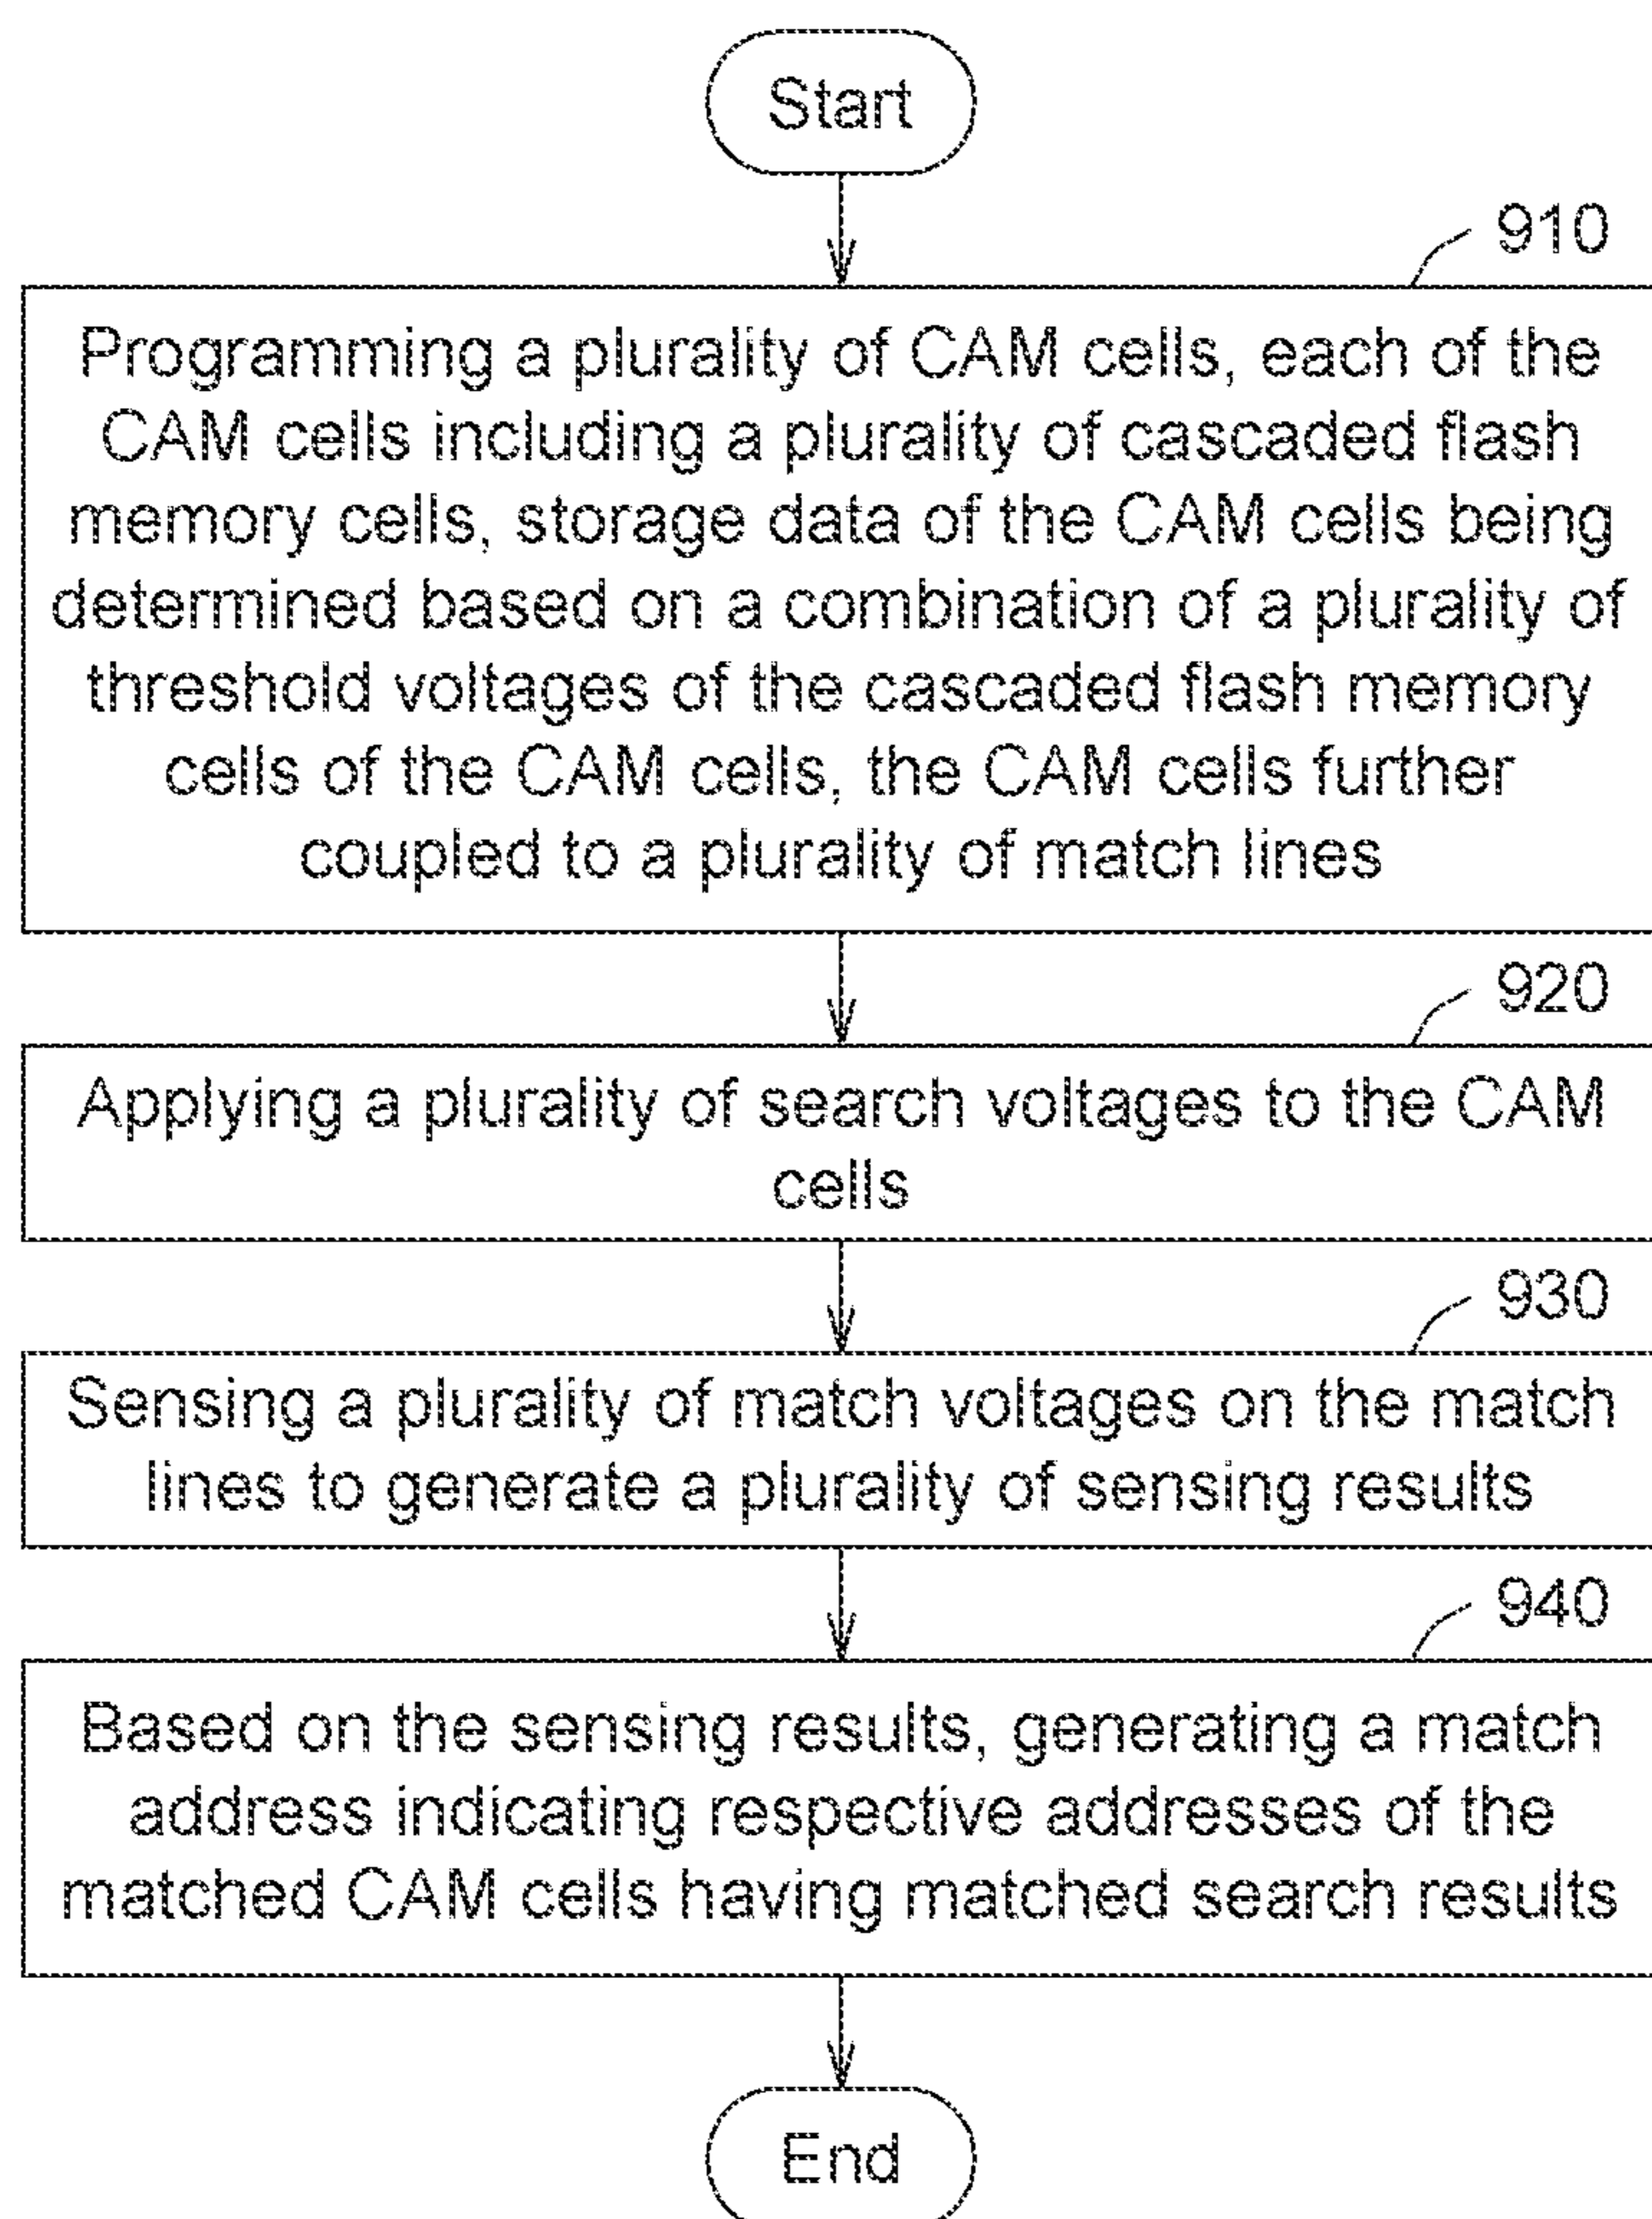 Start
910
Programming a plurality of CAM cells, each of the
CAM cells including a plurality of cascaded flash
memory cells, storage data of the CAM cells being
determined based on a combination of a plurality of
threshold voltages of the cascaded flash memory
cells of the CAM cells, the CAM cells further
coupled to a plurality of match lines
920
Applying a plurality of search voltages to the CAM
cells
930
Sensing a plurality of match voltages on the match
lines to generate a plurality of sensing results
940
Based on the sensing results, generating a match
address indicating respective addresses of the
matched CAM cells having matched search results
End